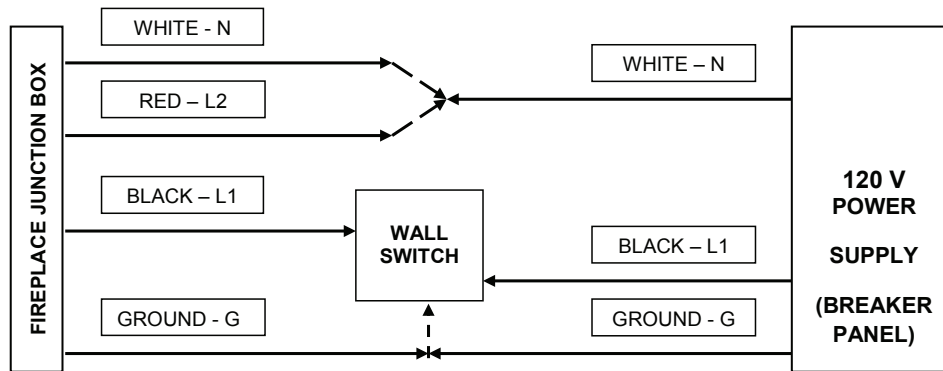 FIREPLACE JUNCTION BOX
WHITE - N
RED – L2
BLACK – L1
GROUND - G
WALL
SWITCH
WHITE – N
BLACK – L1
GROUND - G
120 V
POWER
SUPPLY
(BREAKER
PANEL)